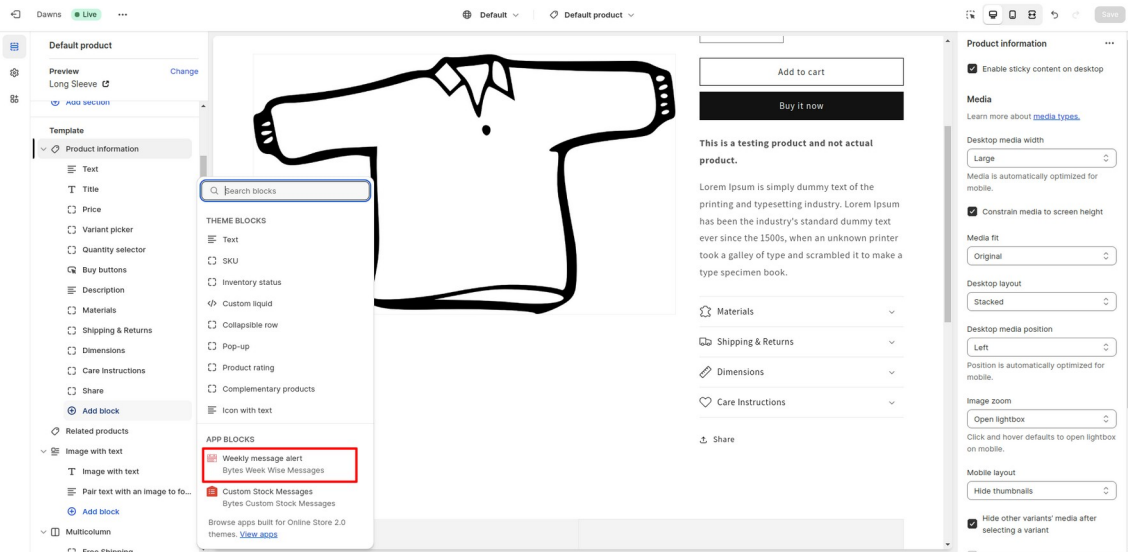 Dawns
Live
Default
Default product
Save
Default product
Preview
Change
Long Sleeve
Add section
Template
Product information
Text
Title
Price
Variant picker
Quantity selector
Buy buttons
Description
Materials
Shipping & Returns
Dimensions
Care Instructions
Share
Add block
Related products
Image with text
Image with text
Pair text with an image to fo...
Add block
Multicolumn
Free Shipping
Search blocks
THEME BLOCKS
Text
SKU
Inventory status
Custom liquid
Collapsible row
Pop-up
Product rating
Complementary products
Icon with text
APP BLOCKS
Weekly message alert
Bytes Week Wise Messages
Custom Stock Messages
Bytes Custom Stock Messages
Browse apps built for Online Store 2.0
themes. View apps
Add to cart
Buy it now
This is a testing product and not actual
product.
Lorem Ipsum is simply dummy text of the
printing and typesetting industry. Lorem Ipsum
has been the industry's standard dummy text
ever since the 1500s, when an unknown printer
took a galley of type and scrambled it to make a
type specimen book.
Materials
Shipping & Returns
Dimensions
Care Instructions
Share
Product information
Enable sticky content on desktop
Media
Learn more about media types.
Desktop media width
Large
Media is automatically optimized for
mobile.
Constrain media to screen height
Media fit
Original
Desktop layout
Stacked
Desktop media position
Left
Position is automatically optimized for
mobile.
Image zoom
Open lightbox
Click and hover defaults to open lightbox
on mobile.
Mobile layout
Hide thumbnails
Hide other variants' media after
selecting a variant